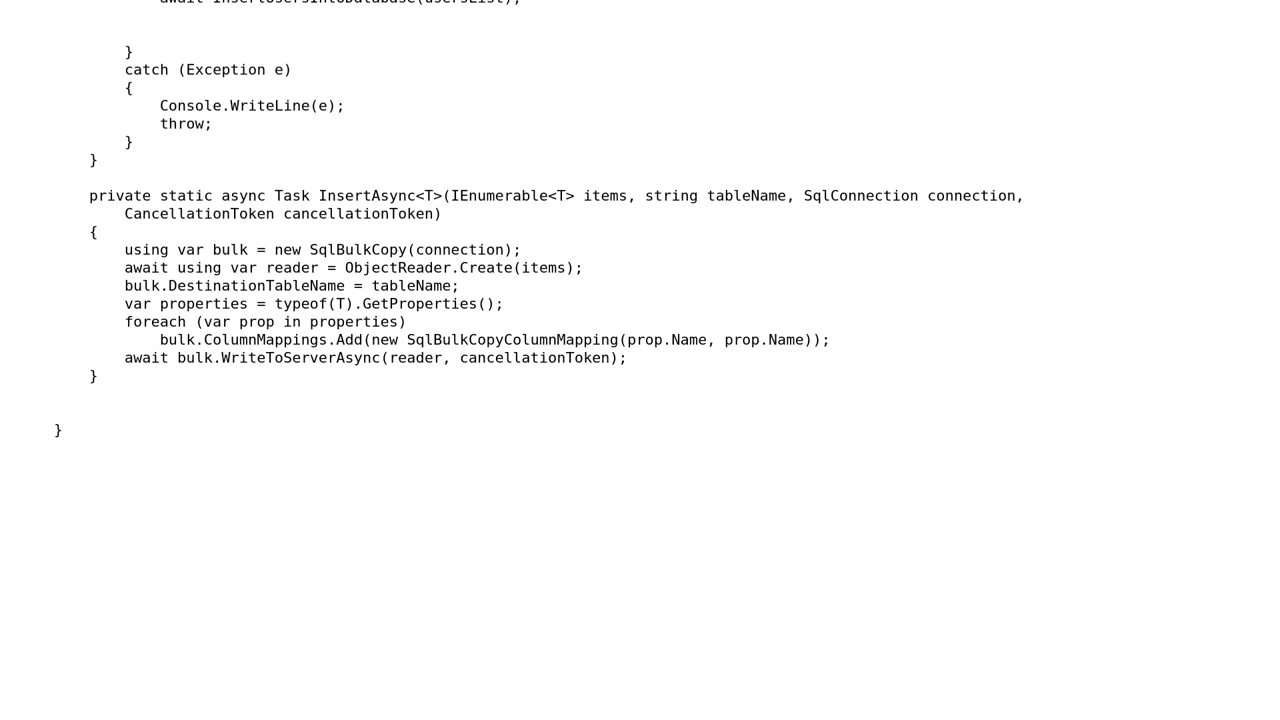 await InsertUsersIntoDatabase(usersList);
}
catch (Exception e)
{
Console.WriteLine(e);
throw;
}
}
private static async Task InsertAsync<T>(IEnumerable<T> items, string tableName, SqlConnection connection,
CancellationToken cancellationToken)
{
using var bulk = new SqlBulkCopy(connection);
await using var reader = ObjectReader.Create(items);
bulk.DestinationTableName = tableName;
var properties = typeof(T).GetProperties();
foreach (var prop in properties)
bulk.ColumnMappings.Add(new SqlBulkCopyColumnMapping(prop.Name, prop.Name));
await bulk.WriteToServerAsync(reader, cancellationToken);
}
}